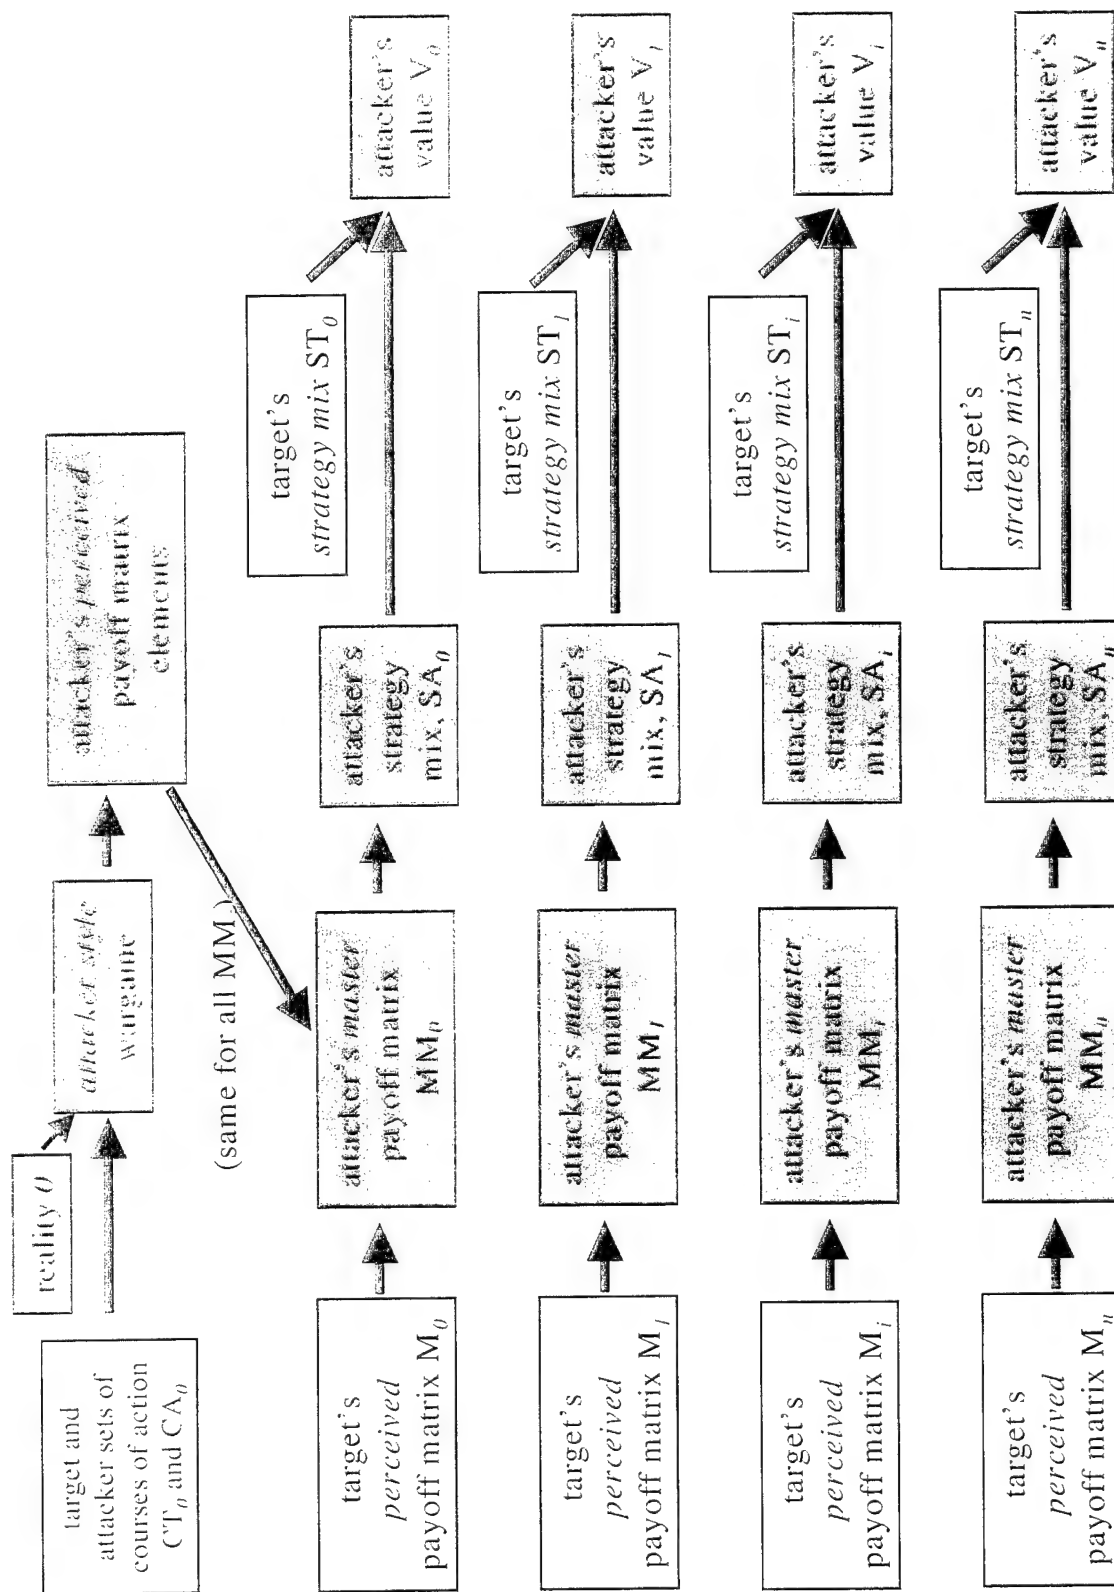 target and
attacker sets of
courses of action
CT₀ and CA₀
reality 0
attacker style
wargame
attacker's perceived
payoff matrix
elements
(same for all MM )
target's
perceived
payoff matrix M₀
attacker's master
payoff matrix
MM₀
attacker's
strategy
mix, SA₀
target's
strategy mix ST₀
attacker's
value V₀
target's
perceived
payoff matrix M₁
attacker's master
payoff matrix
MM₁
attacker's
strategy
mix, SA₁
target's
strategy mix ST₁
attacker's
value V₁
target's
perceived
payoff matrix Mᵢ
attacker's master
payoff matrix
MMᵢ
attacker's
strategy
mix, SAᵢ
target's
strategy mix STᵢ
attacker's
value Vᵢ
target's
perceived
payoff matrix Mₙ
attacker's master
payoff matrix
MMₙ
attacker's
strategy
mix, SAₙ
target's
strategy mix STₙ
attacker's
value Vₙ